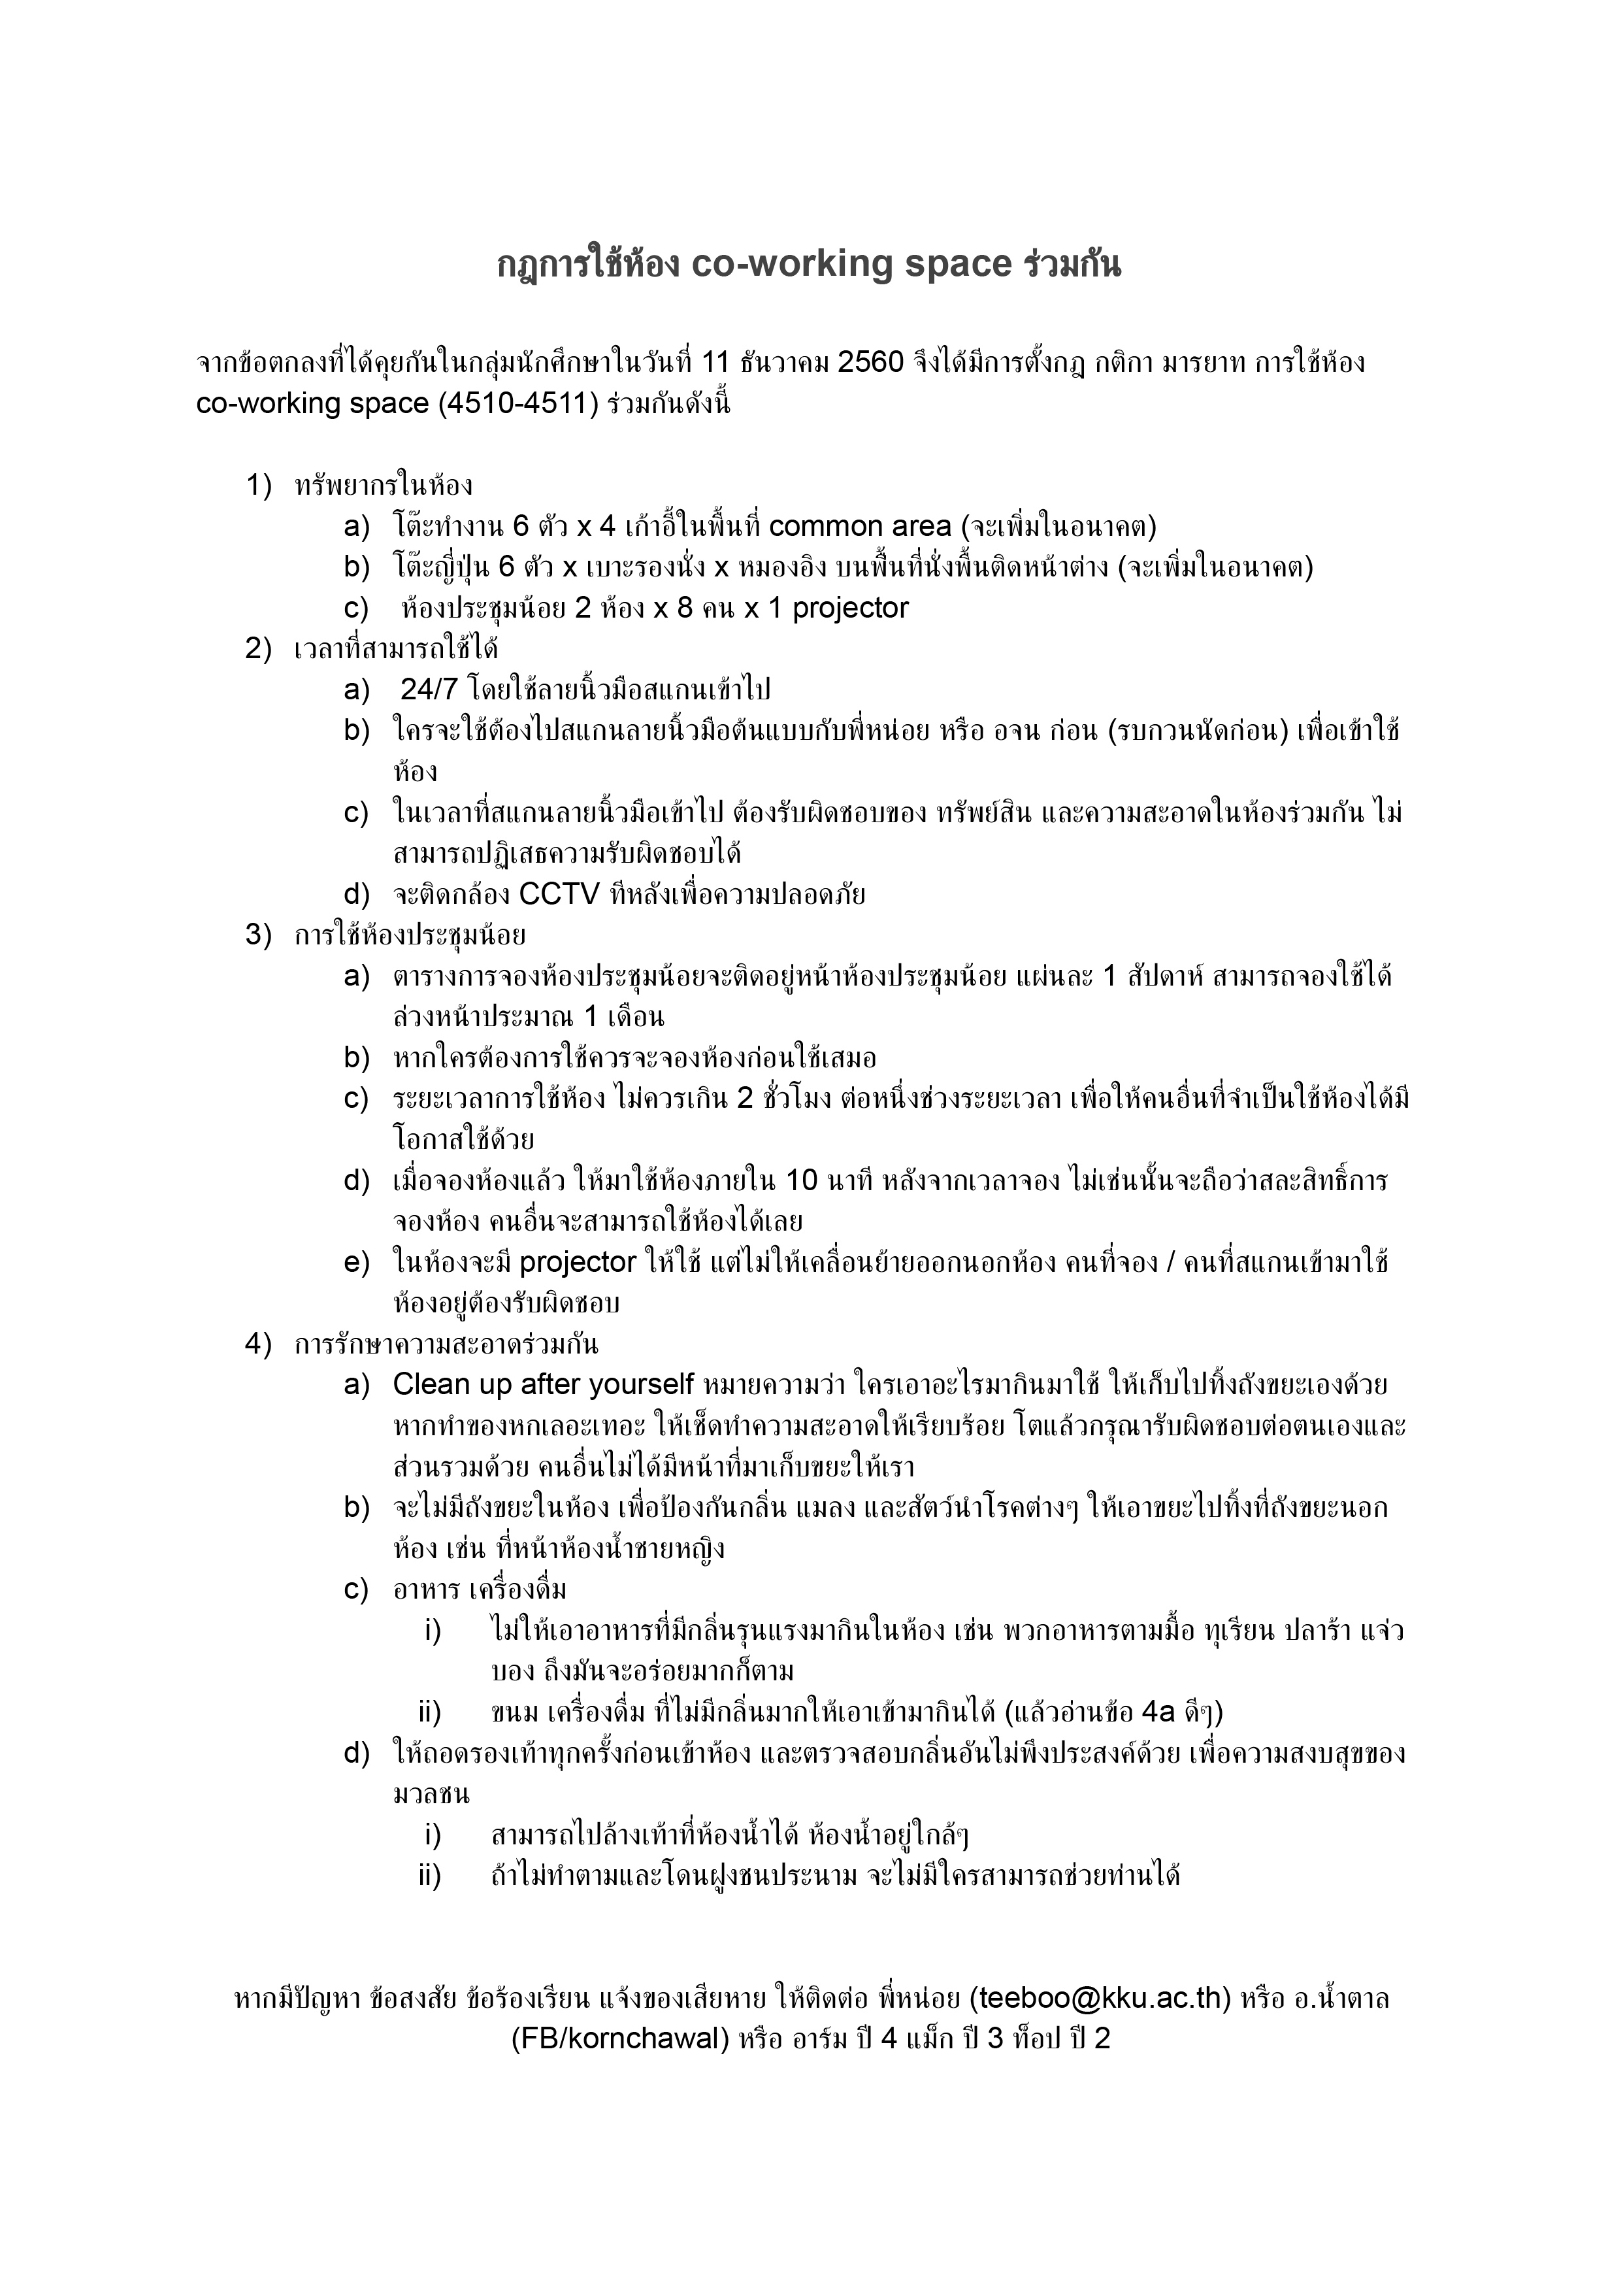 กฎการใช้ห้อง co-working space ร่วมกัน
จากข้อตกลงที่ได้คุยกันในกลุ่มนักศึกษาในวันที่ 11 ธันวาคม 2560 จึงได้มีการตั้งกฎ กติกา มารยาท การใช้ห้อง
co-working space (4510-4511) ร่วมกันดังนี้
1) ทรัพยากรในห้อง
a) โต๊ะทำงาน 6 ตัว x 4 เก้าอี้ในพื้นที่ common area (จะเพิ่มในอนาคต)
b) โต๊ะญี่ปุ่น 6 ตัว x เบาะรองนั่ง x หมองอิง บนพื้นที่นั่งพื้นติดหน้าต่าง (จะเพิ่มในอนาคต)
c) ห้องประชุมน้อย 2 ห้อง x 8 คน x 1 projector
2) เวลาที่สามารถใช้ได้
a) 24/7 โดยใช้ลายนิ้วมือสแกนเข้าไป
b) ใครจะใช้ต้องไปสแกนลายนิ้วมือต้นแบบกับพี่หน่อย หรือ อจน ก่อน (รบกวนนัดก่อน) เพื่อเข้าใช้
ห้อง
c) ในเวลาที่สแกนลายนิ้วมือเข้าไป ต้องรับผิดชอบของ ทรัพย์สิน และความสะอาดในห้องร่วมกัน ไม่
สามารถปฏิเสธความรับผิดชอบได้
d) จะติดกล้อง CCTV ทีหลังเพื่อความปลอดภัย
3) การใช้ห้องประชุมน้อย
a) ตารางการจองห้องประชุมน้อยจะติดอยู่หน้าห้องประชุมน้อย แผ่นละ 1 สัปดาห์ สามารถจองใช้ได้
ล่วงหน้าประมาณ 1 เดือน
b) หากใครต้องการใช้ควรจะจองห้องก่อนใช้เสมอ
c) ระยะเวลาการใช้ห้อง ไม่ควรเกิน 2 ชั่วโมง ต่อหนึ่งช่วงระยะเวลา เพื่อให้คนอื่นที่จำเป็นใช้ห้องได้มี
โอกาสใช้ด้วย
d) เมื่อจองห้องแล้ว ให้มาใช้ห้องภายใน 10 นาที หลังจากเวลาจอง ไม่เช่นนั้นจะถือว่าสละสิทธิ์การ
จองห้อง คนอื่นจะสามารถใช้ห้องได้เลย
e) ในห้องจะมี projector ให้ใช้ แต่ไม่ให้เคลื่อนย้ายออกนอกห้อง คนที่จอง / คนที่สแกนเข้ามาใช้
ห้องอยู่ต้องรับผิดชอบ
4) การรักษาความสะอาดร่วมกัน
a) Clean up after yourself หมายความว่า ใครเอาอะไรมากินมาใช้ ให้เก็บไปทิ้งถังขยะเองด้วย
หากทำของหกเลอะเทอะ ให้เช็ดทำความสะอาดให้เรียบร้อย โตแล้วกรุณารับผิดชอบต่อตนเองและ
ส่วนรวมด้วย คนอื่นไม่ได้มีหน้าที่มาเก็บขยะให้เรา
b) จะไม่มีถังขยะในห้อง เพื่อป้องกันกลิ่น แมลง และสัตว์นำโรคต่างๆ ให้เอาขยะไปทิ้งที่ถังขยะนอก
ห้อง เช่น ที่หน้าห้องน้ำชายหญิง
c) อาหาร เครื่องดื่ม
i) ไม่ให้เอาอาหารที่มีกลิ่นรุนแรงมากินในห้อง เช่น พวกอาหารตามมื้อ ทุเรียน ปลาร้า แจ่ว
บอง ถึงมันจะอร่อยมากก็ตาม
ii) ขนม เครื่องดื่ม ที่ไม่มีกลิ่นมากให้เอาเข้ามากินได้ (แล้วอ่านข้อ 4a ดีๆ)
d) ให้ถอดรองเท้าทุกครั้งก่อนเข้าห้อง และตรวจสอบกลิ่นอันไม่พึงประสงค์ด้วย เพื่อความสงบสุขของ
มวลชน
i) สามารถไปล้างเท้าที่ห้องน้ำได้ ห้องน้ำอยู่ใกล้ๆ
ii) ถ้าไม่ทำตามและโดนฝูงชนประนาม จะไม่มีใครสามารถช่วยท่านได้
หากมีปัญหา ข้อสงสัย ข้อร้องเรียน แจ้งของเสียหาย ให้ติดต่อ พี่หน่อย (teeboo@kku.ac.th) หรือ อ.น้ำตาล
(FB/kornchawal) หรือ อาร์ม ปี 4 แม็ก ปี 3 ท็อป ปี 2